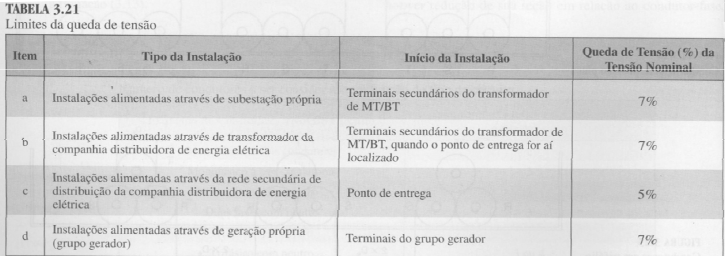 TABELA 3.21
Limites da queda de tensão
Item Tipo da Instalação Início da Instalação Queda de Tensão (%) da
Tensão Nominal
a Instalações alimentadas através de subestação própria Terminais secundários do transformador
de MT/BT 7%
b Instalações alimentadas através de transformador da
companhia distribuidora de energia elétrica Terminais secundários do transformador de
MT/BT, quando o ponto de entrega for aí
localizado 7%
c Instalações alimentadas através da rede secundária de
distribuição da companhia distribuidora de energia
elétrica Ponto de entrega 5%
d Instalações alimentadas através de geração própria
(grupo gerador) Terminais do grupo gerador 7%